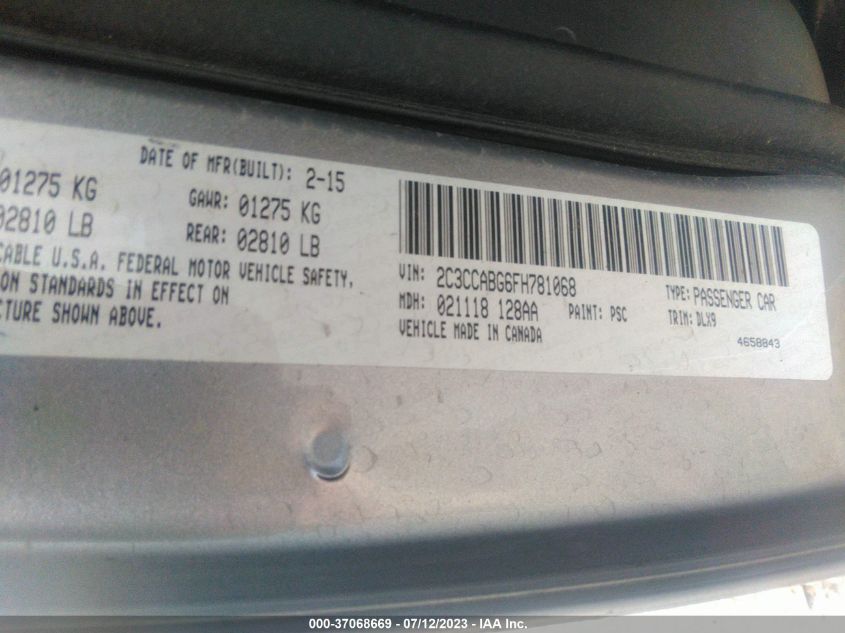 DATE OF MFR(BUILT): 2-15
01275 KG GAWR: 01275 KG
02810 LB REAR: 02810 LB
CABLE U.S.A. FEDERAL MOTOR VEHICLE SAFETY,
ON STANDARDS IN EFFECT ON
CTURE SHOWN ABOVE.
VIN: 2C3CCABG6FH781068 TYPE: PASSENGER CAR
MDH: 021118 128AA PAINT: PSC TRIM: DLX9
VEHICLE MADE IN CANADA 4658843
000-37068669 - 07/12/2023 - IAAI Inc.